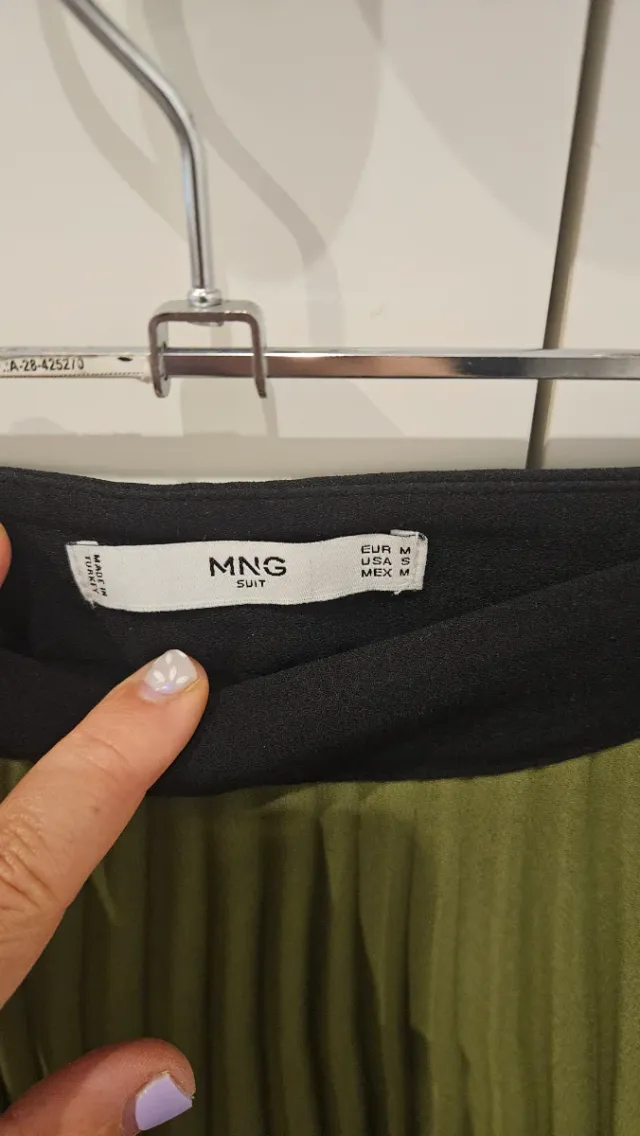 A-28-425270
MNG
SUIT
EUR M
USA S
MEX M
MADE IN
TURKEY